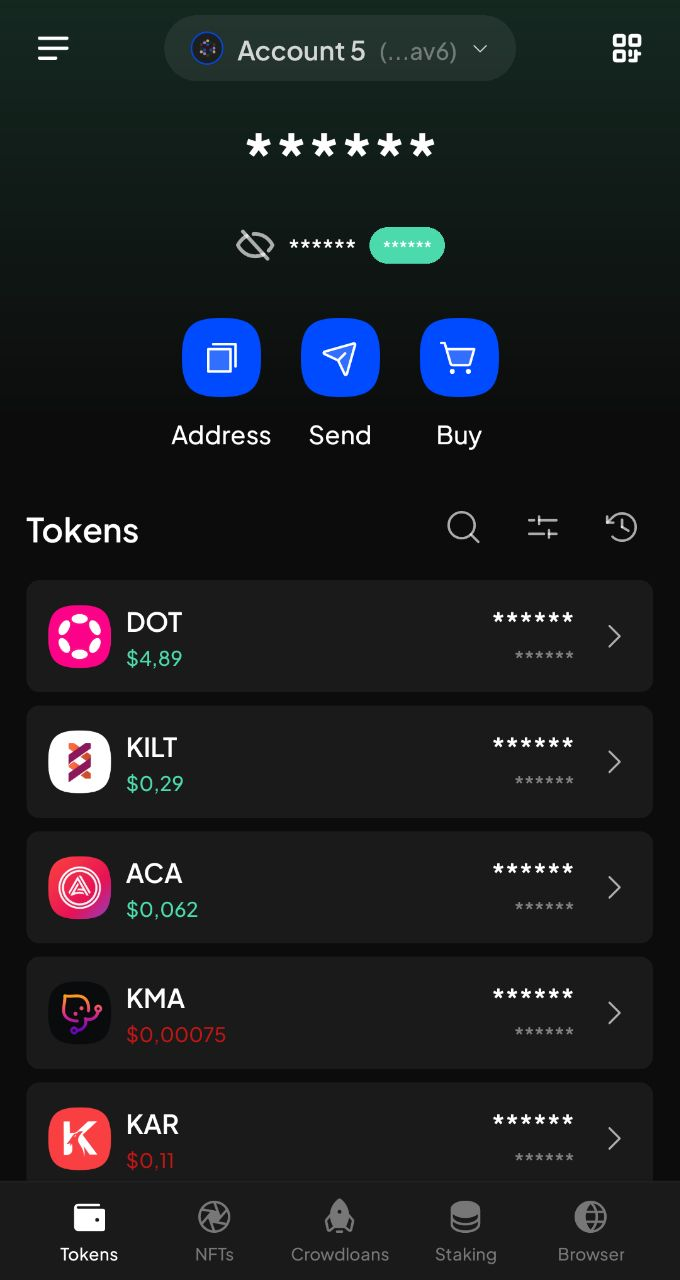 Account 5 (...av6)
******
****** ******
Address Send Buy
Tokens
DOT ******
$4,89 ******
KILT ******
$0,29 ******
ACA ******
$0,062 ******
KMA ******
$0,00075 ******
KAR ******
$0,11 ******
Tokens NFTs Crowdloans Staking Browser